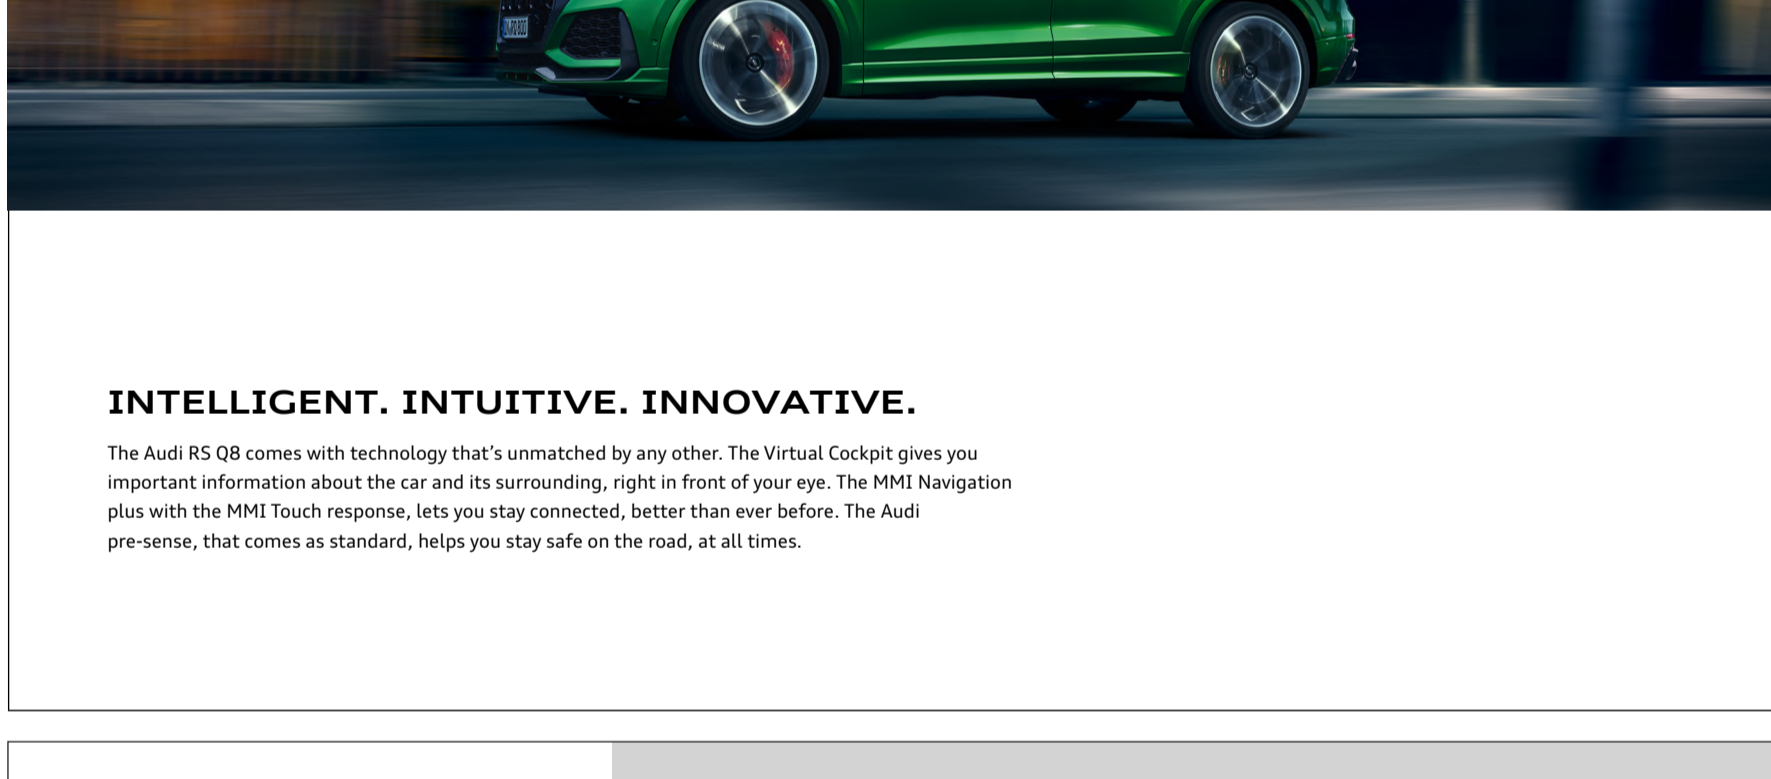 INTELLIGENT. INTUITIVE. INNOVATIVE.
The Audi RS Q8 comes with technology that’s unmatched by any other. The Virtual Cockpit gives you
important information about the car and its surrounding, right in front of your eye. The MMI Navigation
plus with the MMI Touch response, lets you stay connected, better than ever before. The Audi
pre-sense, that comes as standard, helps you stay safe on the road, at all times.